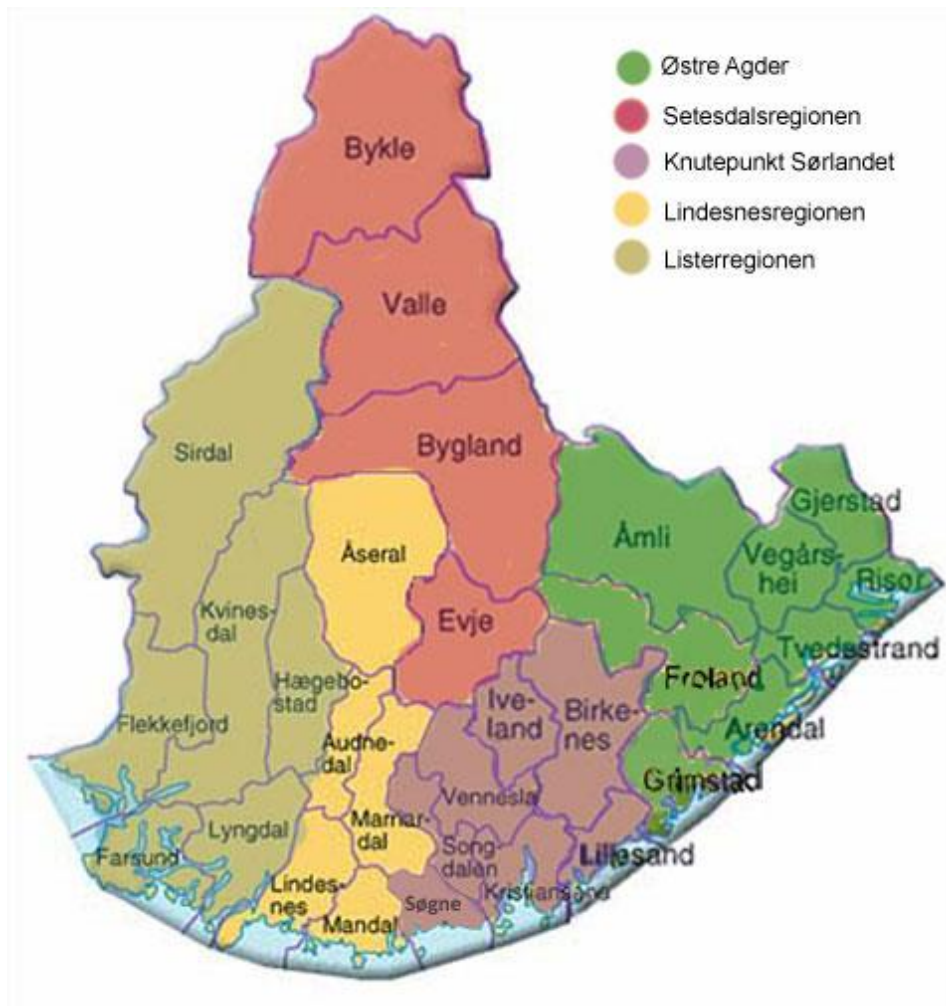 Østre Agder
Setesdalsregionen
Knutepunkt Sørlandet
Lindesnesregionen
Listerregionen
Bykle
Valle
Bygland
Sirdal
Åseral
Åmli
Gjerstad
Vegårs-
hei
Risør
Kvines-
dal
Evje
Tvedestrand
Hægebo-
stad
Froland
Flekkefjord
Ive-
land
Birke-
nes
Arendal
Audne-
dal
Grimstad
Vennesla
Marnar-
dal
Lyngdal
Farsund
Song-
dalen
Lillesand
Lindes-
nes
Søgne
Kristiansand
Mandal